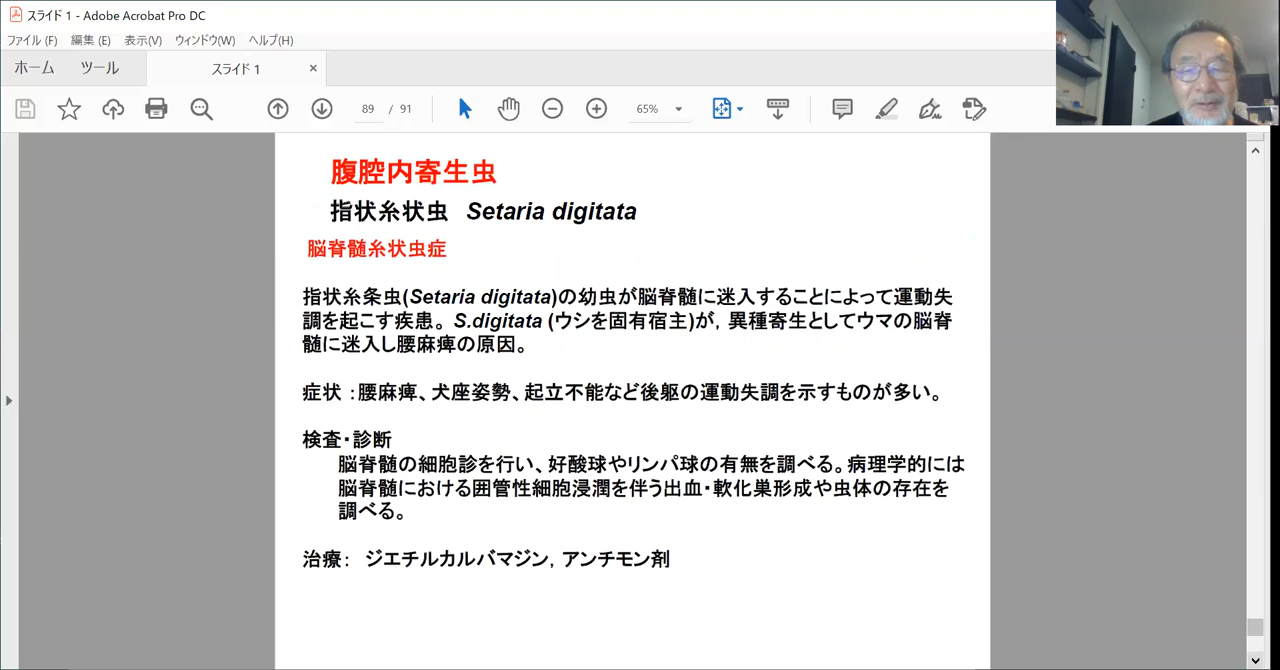 スライド 1 - Adobe Acrobat Pro DC
ファイル (F) 編集 (E) 表示(V) ウィンドウ(W) ヘルプ(H)
ホーム ツール スライド 1 ×
89 / 91 65%
腹腔内寄生虫
指状糸状虫 Setaria digitata
脳脊髄糸状虫症
指状糸条虫(Setaria digitata)の幼虫が脳脊髄に迷入することによって運動失
調を起こす疾患。S.digitata (ウシを固有宿主)が, 異種寄生としてウマの脳脊
髄に迷入し腰麻痺の原因。
症状 :腰麻痺、犬座姿勢、起立不能など後躯の運動失調を示すものが多い。
検査・診断
脳脊髄の細胞診を行い、好酸球やリンパ球の有無を調べる。病理学的には
脳脊髄における囲管性細胞浸潤を伴う出血・軟化巣形成や虫体の存在を
調べる。
治療: ジエチルカルバマジン, アンチモン剤